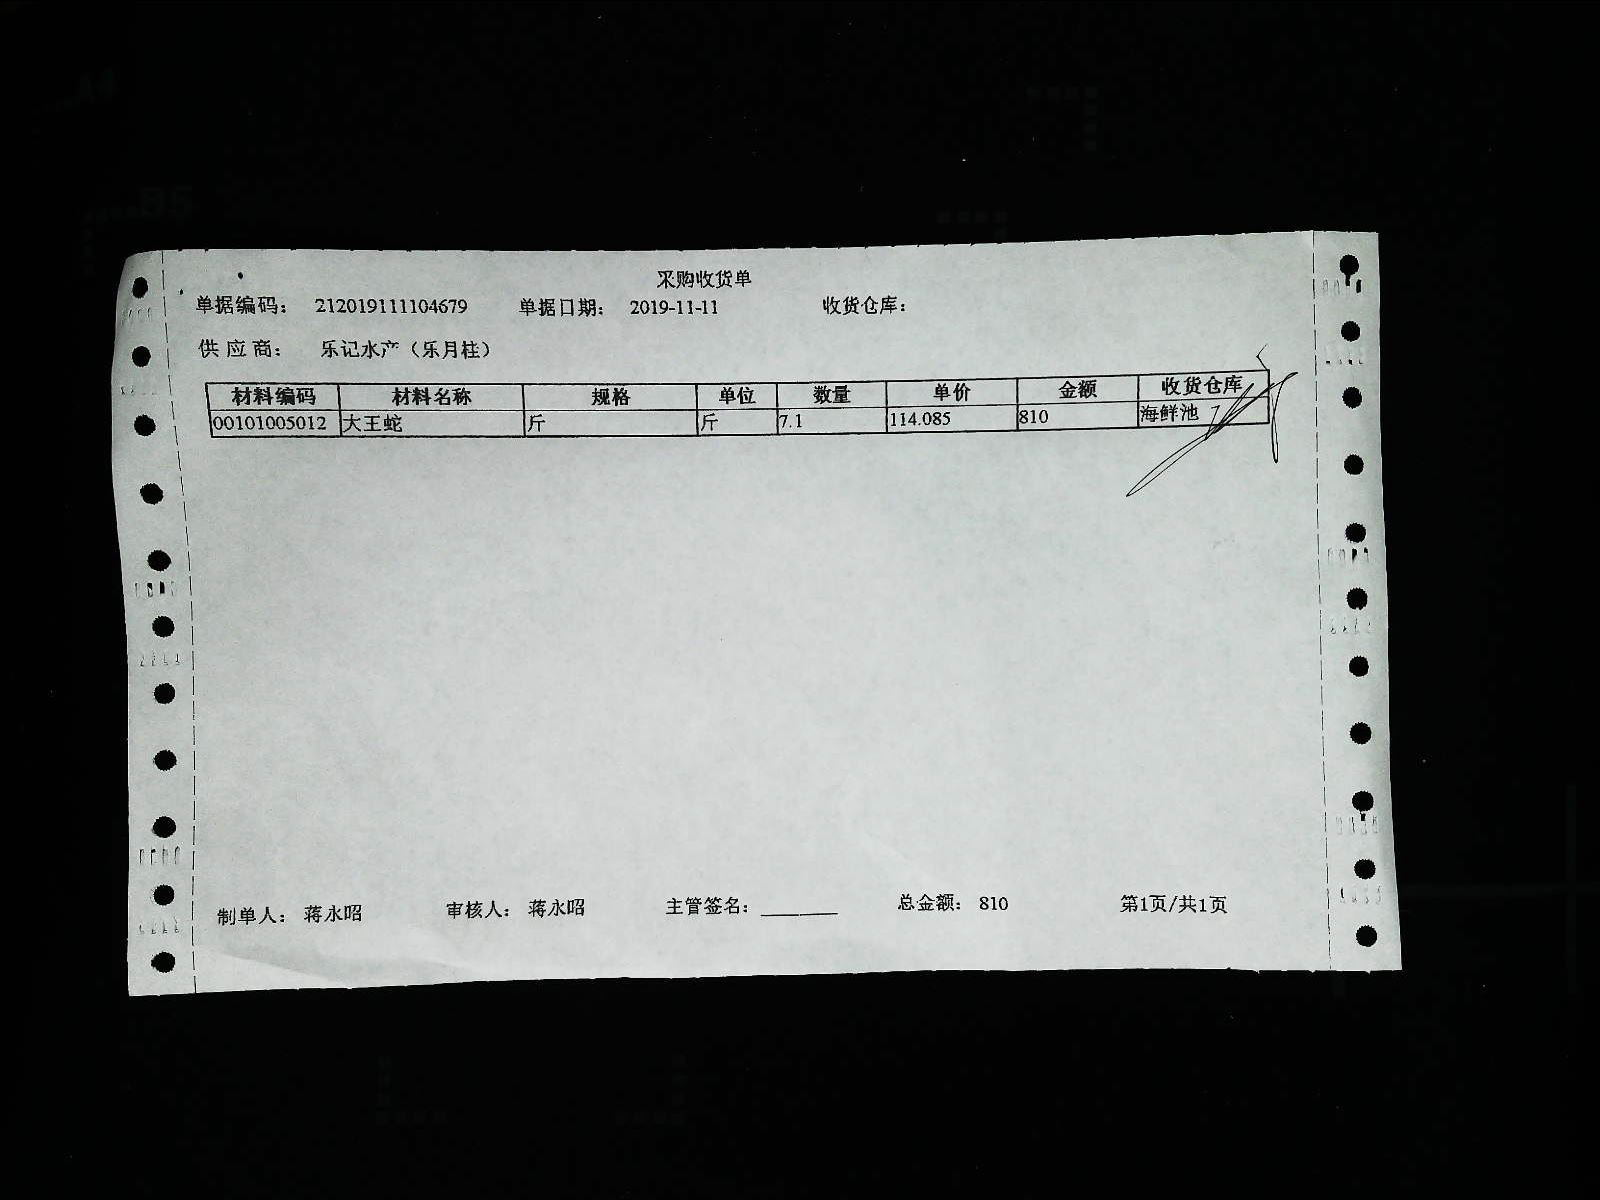 采购收货单
单据编码： 212019111104679 单据日期： 2019-11-11 收货仓库：
供应商： 乐记水产（乐月桂）
材料编码 材料名称 规格 单位 数量 单价 金额 收货仓库
00101005012 大王蛇 斤 斤 7.1 114.085 810 海鲜池
制单人： 蒋永昭 审核人： 蒋永昭 主管签名： 总金额： 810 第1页/共1页